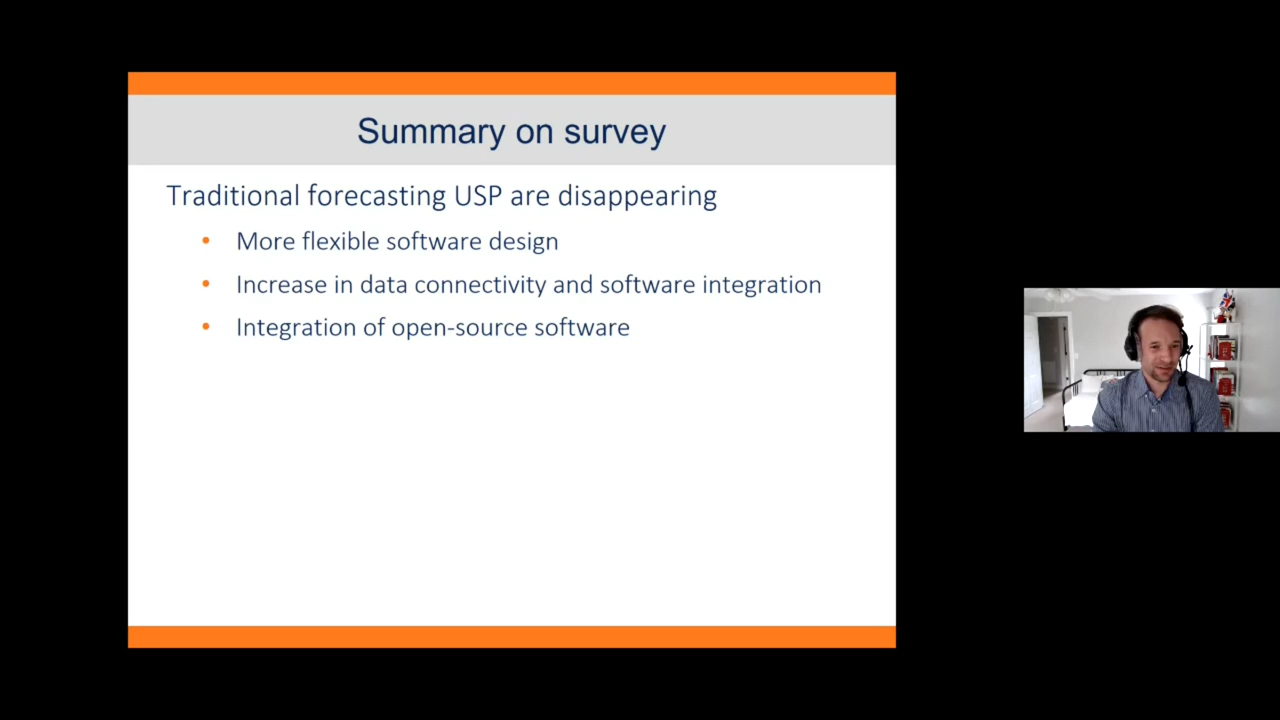 Summary on survey
Traditional forecasting USP are disappearing
• More flexible software design
• Increase in data connectivity and software integration
• Integration of open-source software